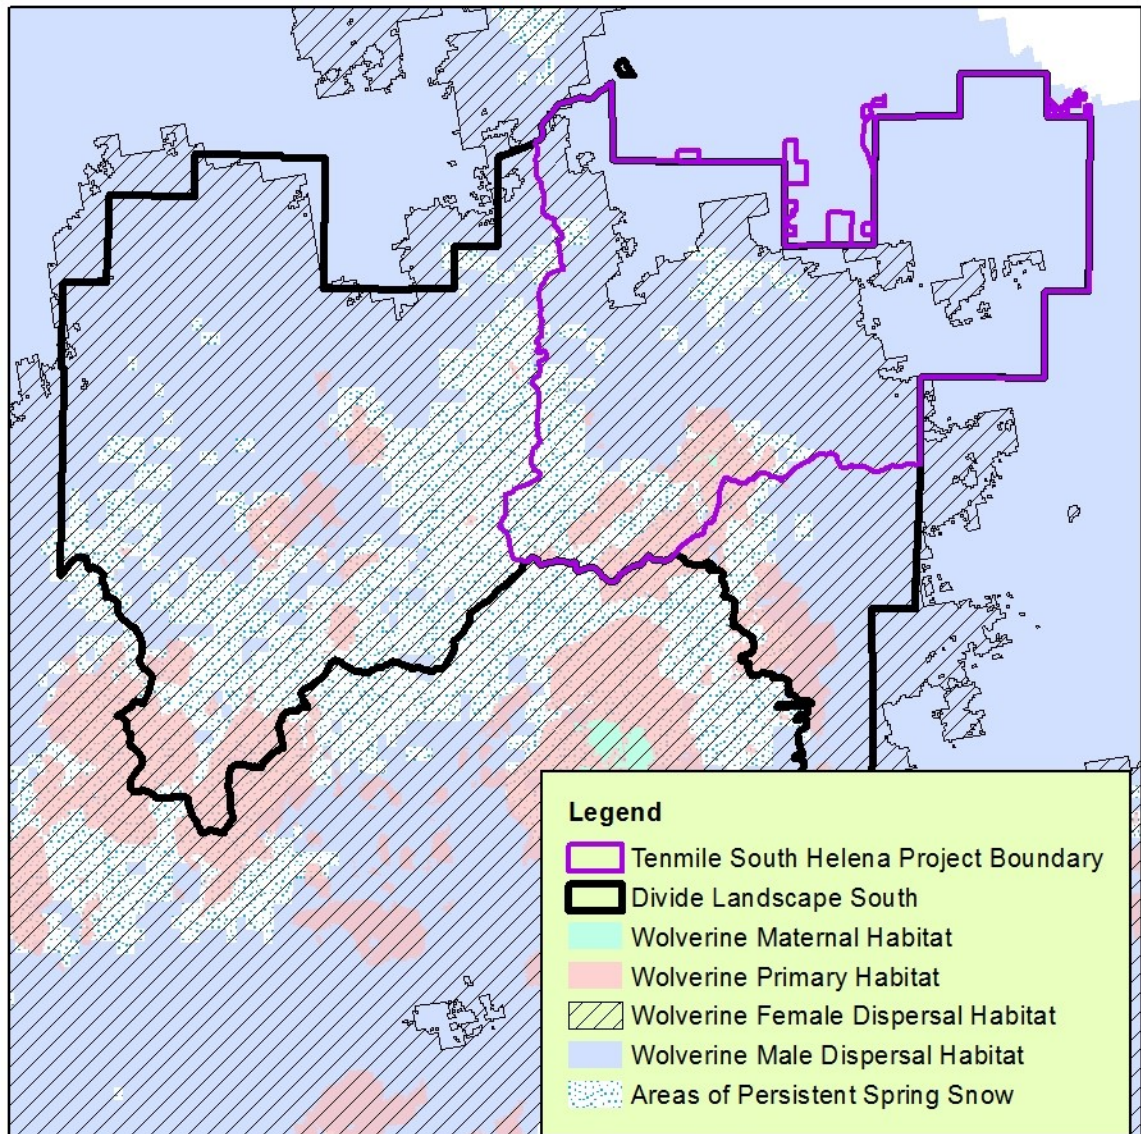 Legend
Tenmile South Helena Project Boundary
Divide Landscape South
Wolverine Maternal Habitat
Wolverine Primary Habitat
Wolverine Female Dispersal Habitat
Wolverine Male Dispersal Habitat
Areas of Persistent Spring Snow